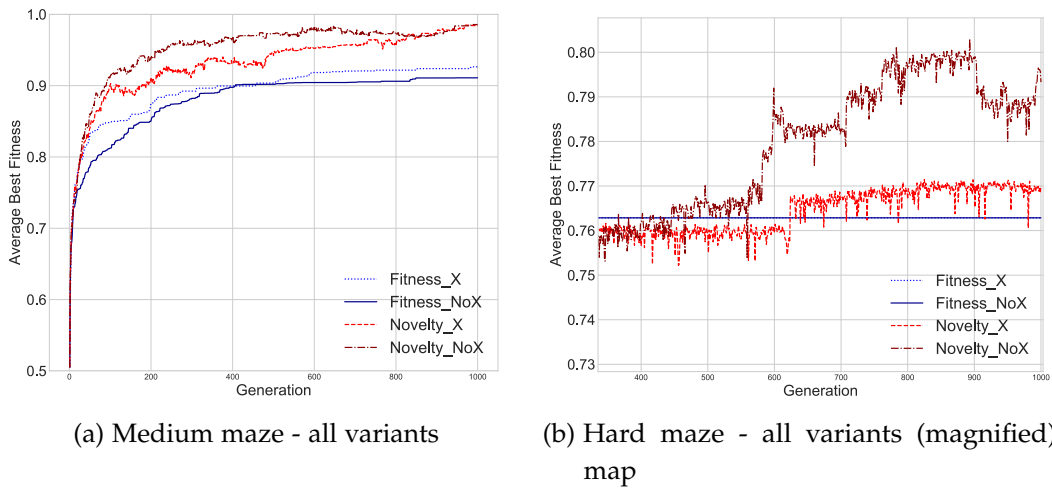 1.0
0.9
0.8
0.7
0.6
0.5
Average Best Fitness
0 200 400 600 800 1000
Generation
Fitness_X
Fitness_NoX
Novelty_X
Novelty_NoX
(a) Medium maze - all variants
0.80
0.79
0.78
0.77
0.76
0.75
0.74
0.73
Average Best Fitness
400 500 600 700 800 900 1000
Generation
Fitness_X
Fitness_NoX
Novelty_X
Novelty_NoX
(b) Hard maze - all variants (magnified)
map